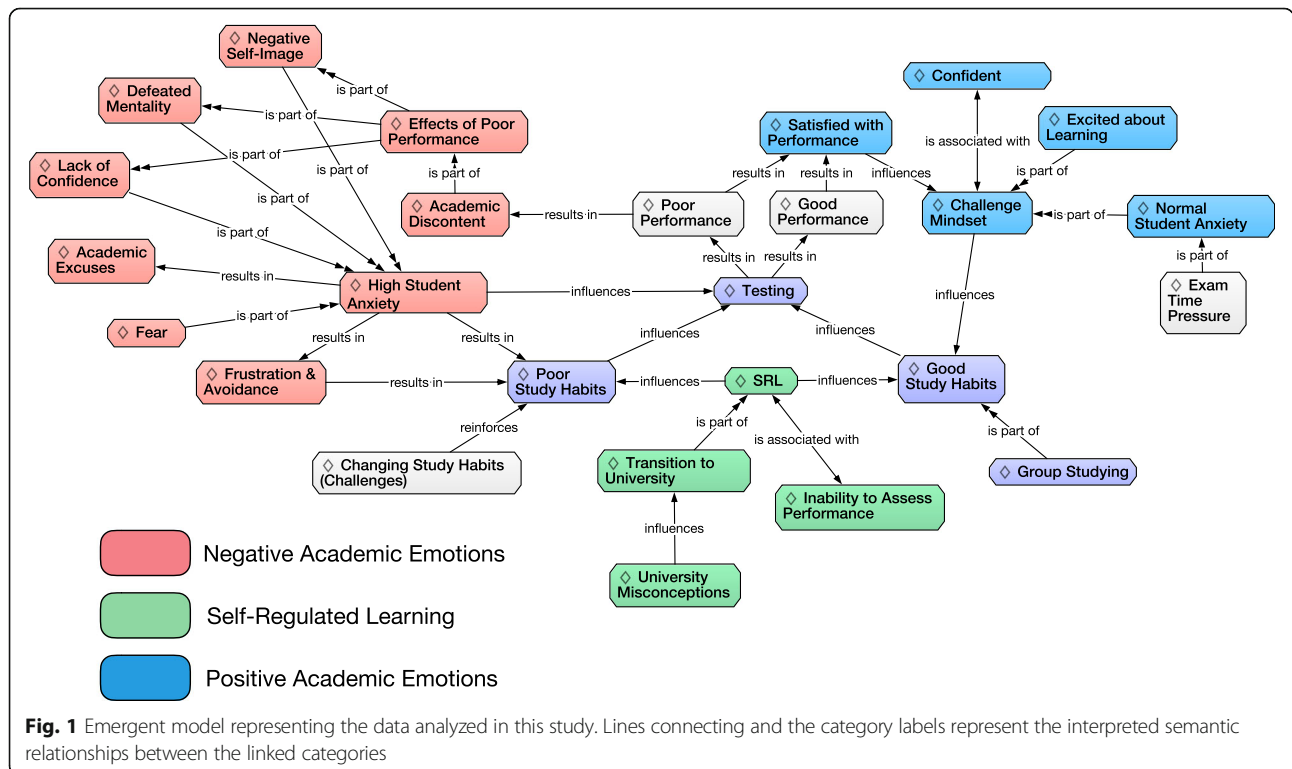 ◇ Negative
Self-Image
◇ Defeated
Mentality
is part of
is part of
◇ Effects of Poor
Performance
◇ Lack of
Confidence
is part of
is part of
is part of
is part of
◇ Academic
Discontent
is part of
results in
◇ Academic
Excuses
results in
◇ High Student
Anxiety
◇ Fear
is part of
results in
results in
◇ Frustration &
Avoidance
results in
◇ Poor
Study Habits
reinforces
◇ Changing Study Habits
(Challenges)
influences
influences
◇ Testing
results in
results in
◇ Poor
Performance
◇ Good
Performance
results in
results in
◇ Satisfied with
Performance
influences
◇ Confident
is associated with
◇ Excited about
Learning
is part of
◇ Challenge
Mindset
is part of
◇ Normal
Student Anxiety
is part of
◇ Exam
Time
Pressure
influences
influences
◇ Good
Study Habits
influences
◇ SRL
influences
is part of
◇ Group Studying
is part of
is associated with
◇ Transition to
University
◇ Inability to Assess
Performance
influences
◇ University
Misconceptions
Negative Academic Emotions
Self-Regulated Learning
Positive Academic Emotions
Fig. 1 Emergent model representing the data analyzed in this study. Lines connecting and the category labels represent the interpreted semantic
relationships between the linked categories